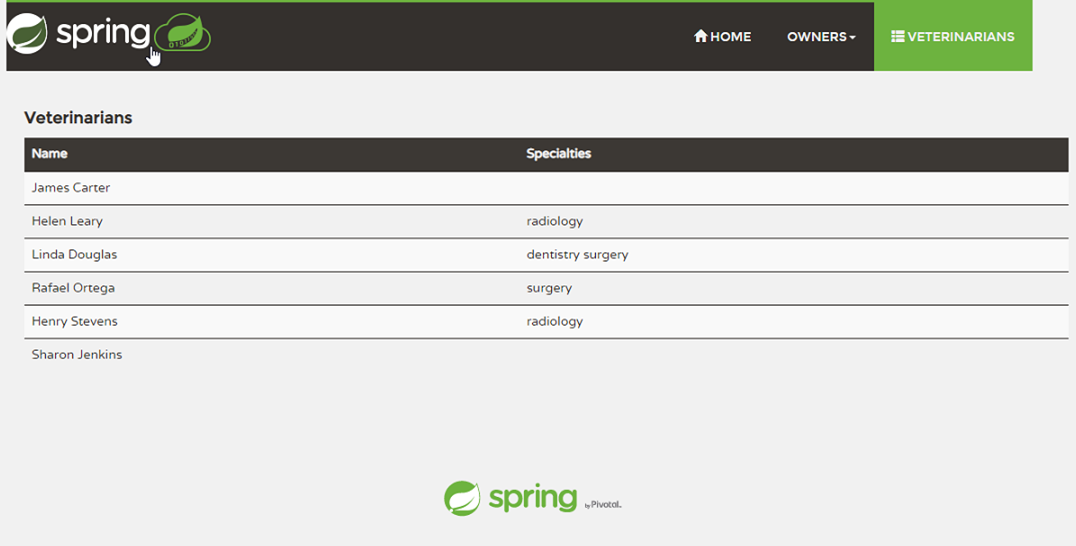 spring
HOME OWNERS VETERINARIANS
Veterinarians
Name Specialties
James Carter
Helen Leary radiology
Linda Douglas dentistry surgery
Rafael Ortega surgery
Henry Stevens radiology
Sharon Jenkins
spring by Pivotal.